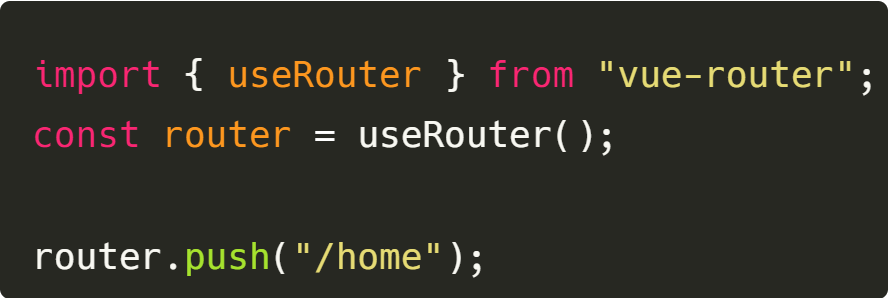 import { useRouter } from "vue-router";
const router = useRouter();
router.push("/home");